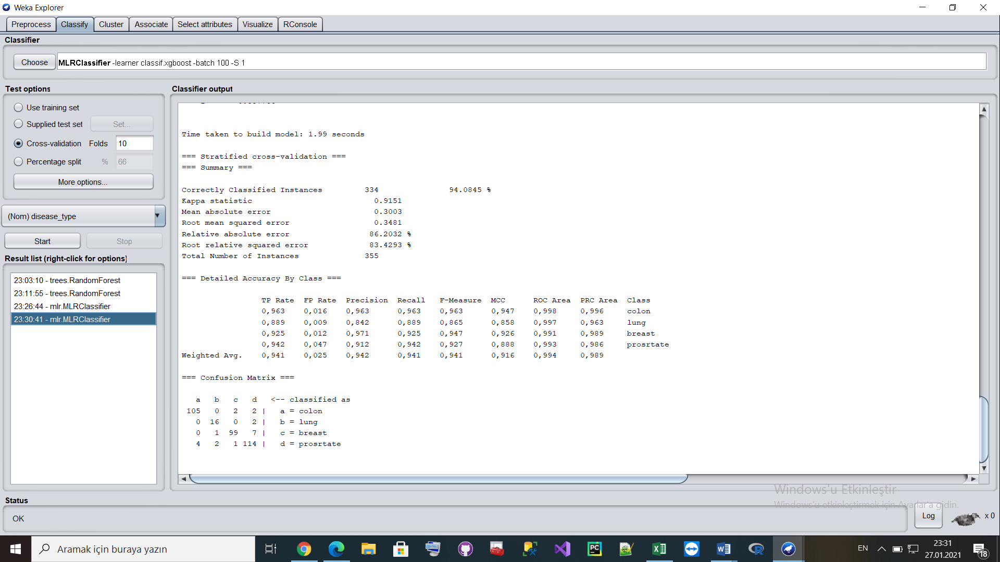 Weka Explorer
Preprocess Classify Cluster Associate Select attributes Visualize RConsole
Classifier
Choose MLRClassifier -learner classif.xgboost -batch 100 -S 1
Test options
Use training set
Supplied test set Set...
Cross-validation Folds 10
Percentage split % 66
More options...
(Nom) disease_type
Start Stop
Result list (right-click for options)
23:03:10 - trees.RandomForest
23:11:55 - trees.RandomForest
23:26:44 - mlr.MLRClassifier
23:30:41 - mlr.MLRClassifier
Classifier output
Time taken to build model: 1.99 seconds
=== Stratified cross-validation ===
=== Summary ===
Correctly Classified Instances 334 94.0845 %
Kappa statistic 0.9151
Mean absolute error 0.3003
Root mean squared error 0.3481
Relative absolute error 86.2032 %
Root relative squared error 83.4293 %
Total Number of Instances 355
=== Detailed Accuracy By Class ===
TP Rate FP Rate Precision Recall F-Measure MCC ROC Area PRC Area Class
0,963 0,016 0,963 0,963 0,963 0,947 0,998 0,996 colon
0,889 0,009 0,842 0,889 0,865 0,858 0,997 0,963 lung
0,925 0,012 0,971 0,925 0,947 0,926 0,991 0,989 breast
0,942 0,047 0,912 0,942 0,927 0,888 0,993 0,986 prosrtate
Weighted Avg. 0,941 0,025 0,942 0,941 0,941 0,916 0,994 0,989
=== Confusion Matrix ===
a b c d <-- classified as
105 0 2 2 | a = colon
0 16 0 2 | b = lung
0 1 99 7 | c = breast
4 2 1 114 | d = prosrtate
Windows'u Etkinleştir
Windows'u etkinleştirmek için Ayarlar'a gidin.
Status
OK
Log
x 0
Aramak için buraya yazın
PC
EN
23:31
27.01.2021
18